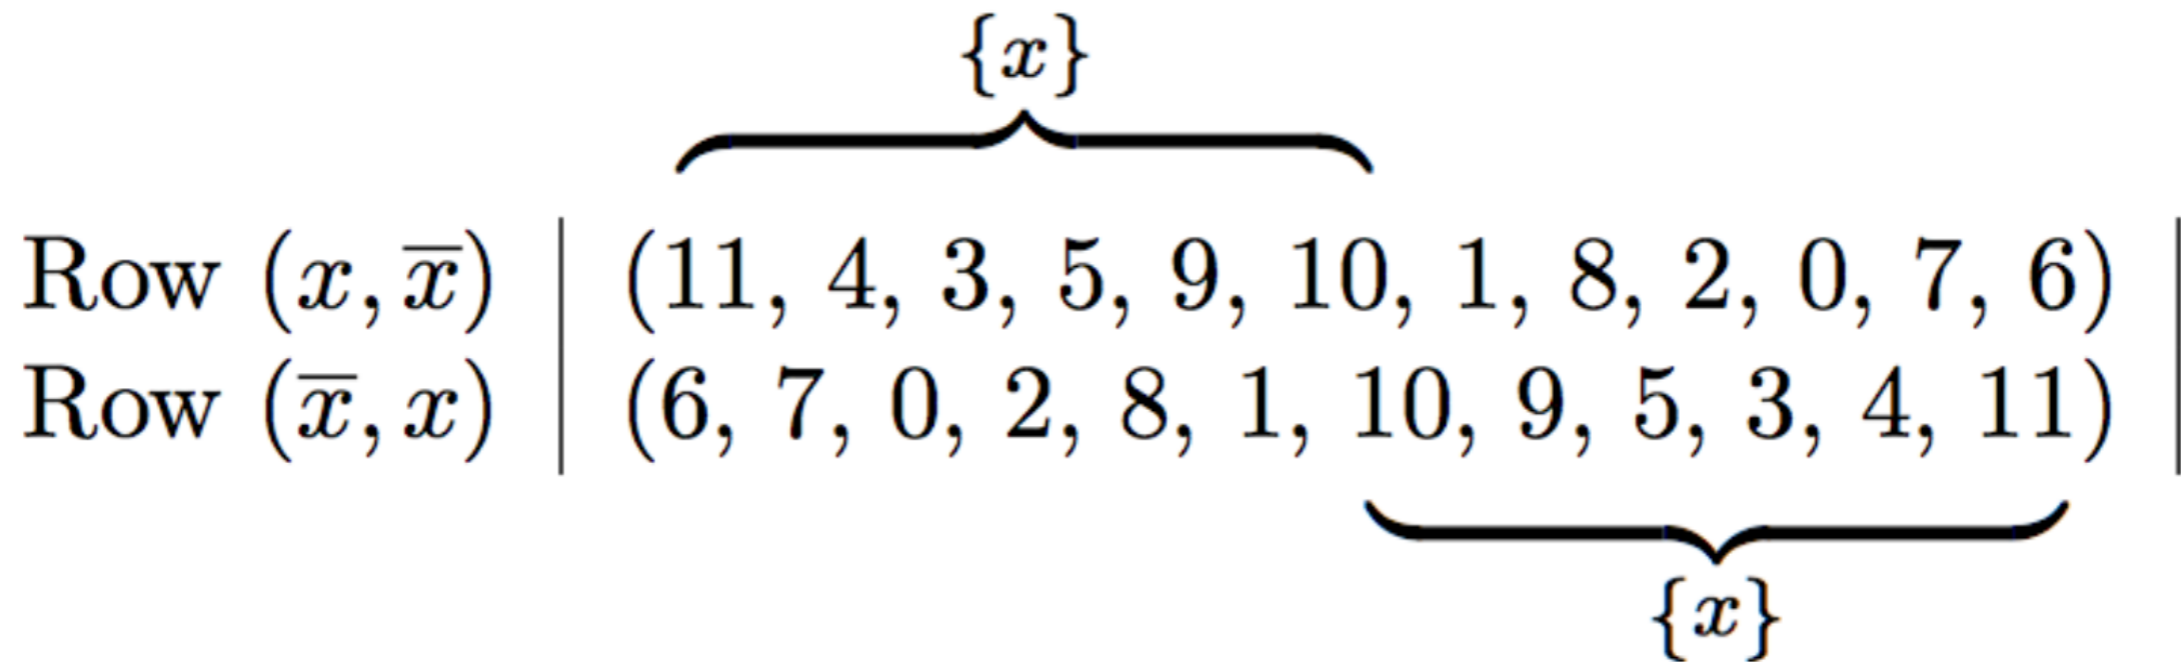 {x}
Row (x, x̅) | (11, 4, 3, 5, 9, 10, 1, 8, 2, 0, 7, 6) |
Row (x̅, x) | (6, 7, 0, 2, 8, 1, 10, 9, 5, 3, 4, 11) |
{x}